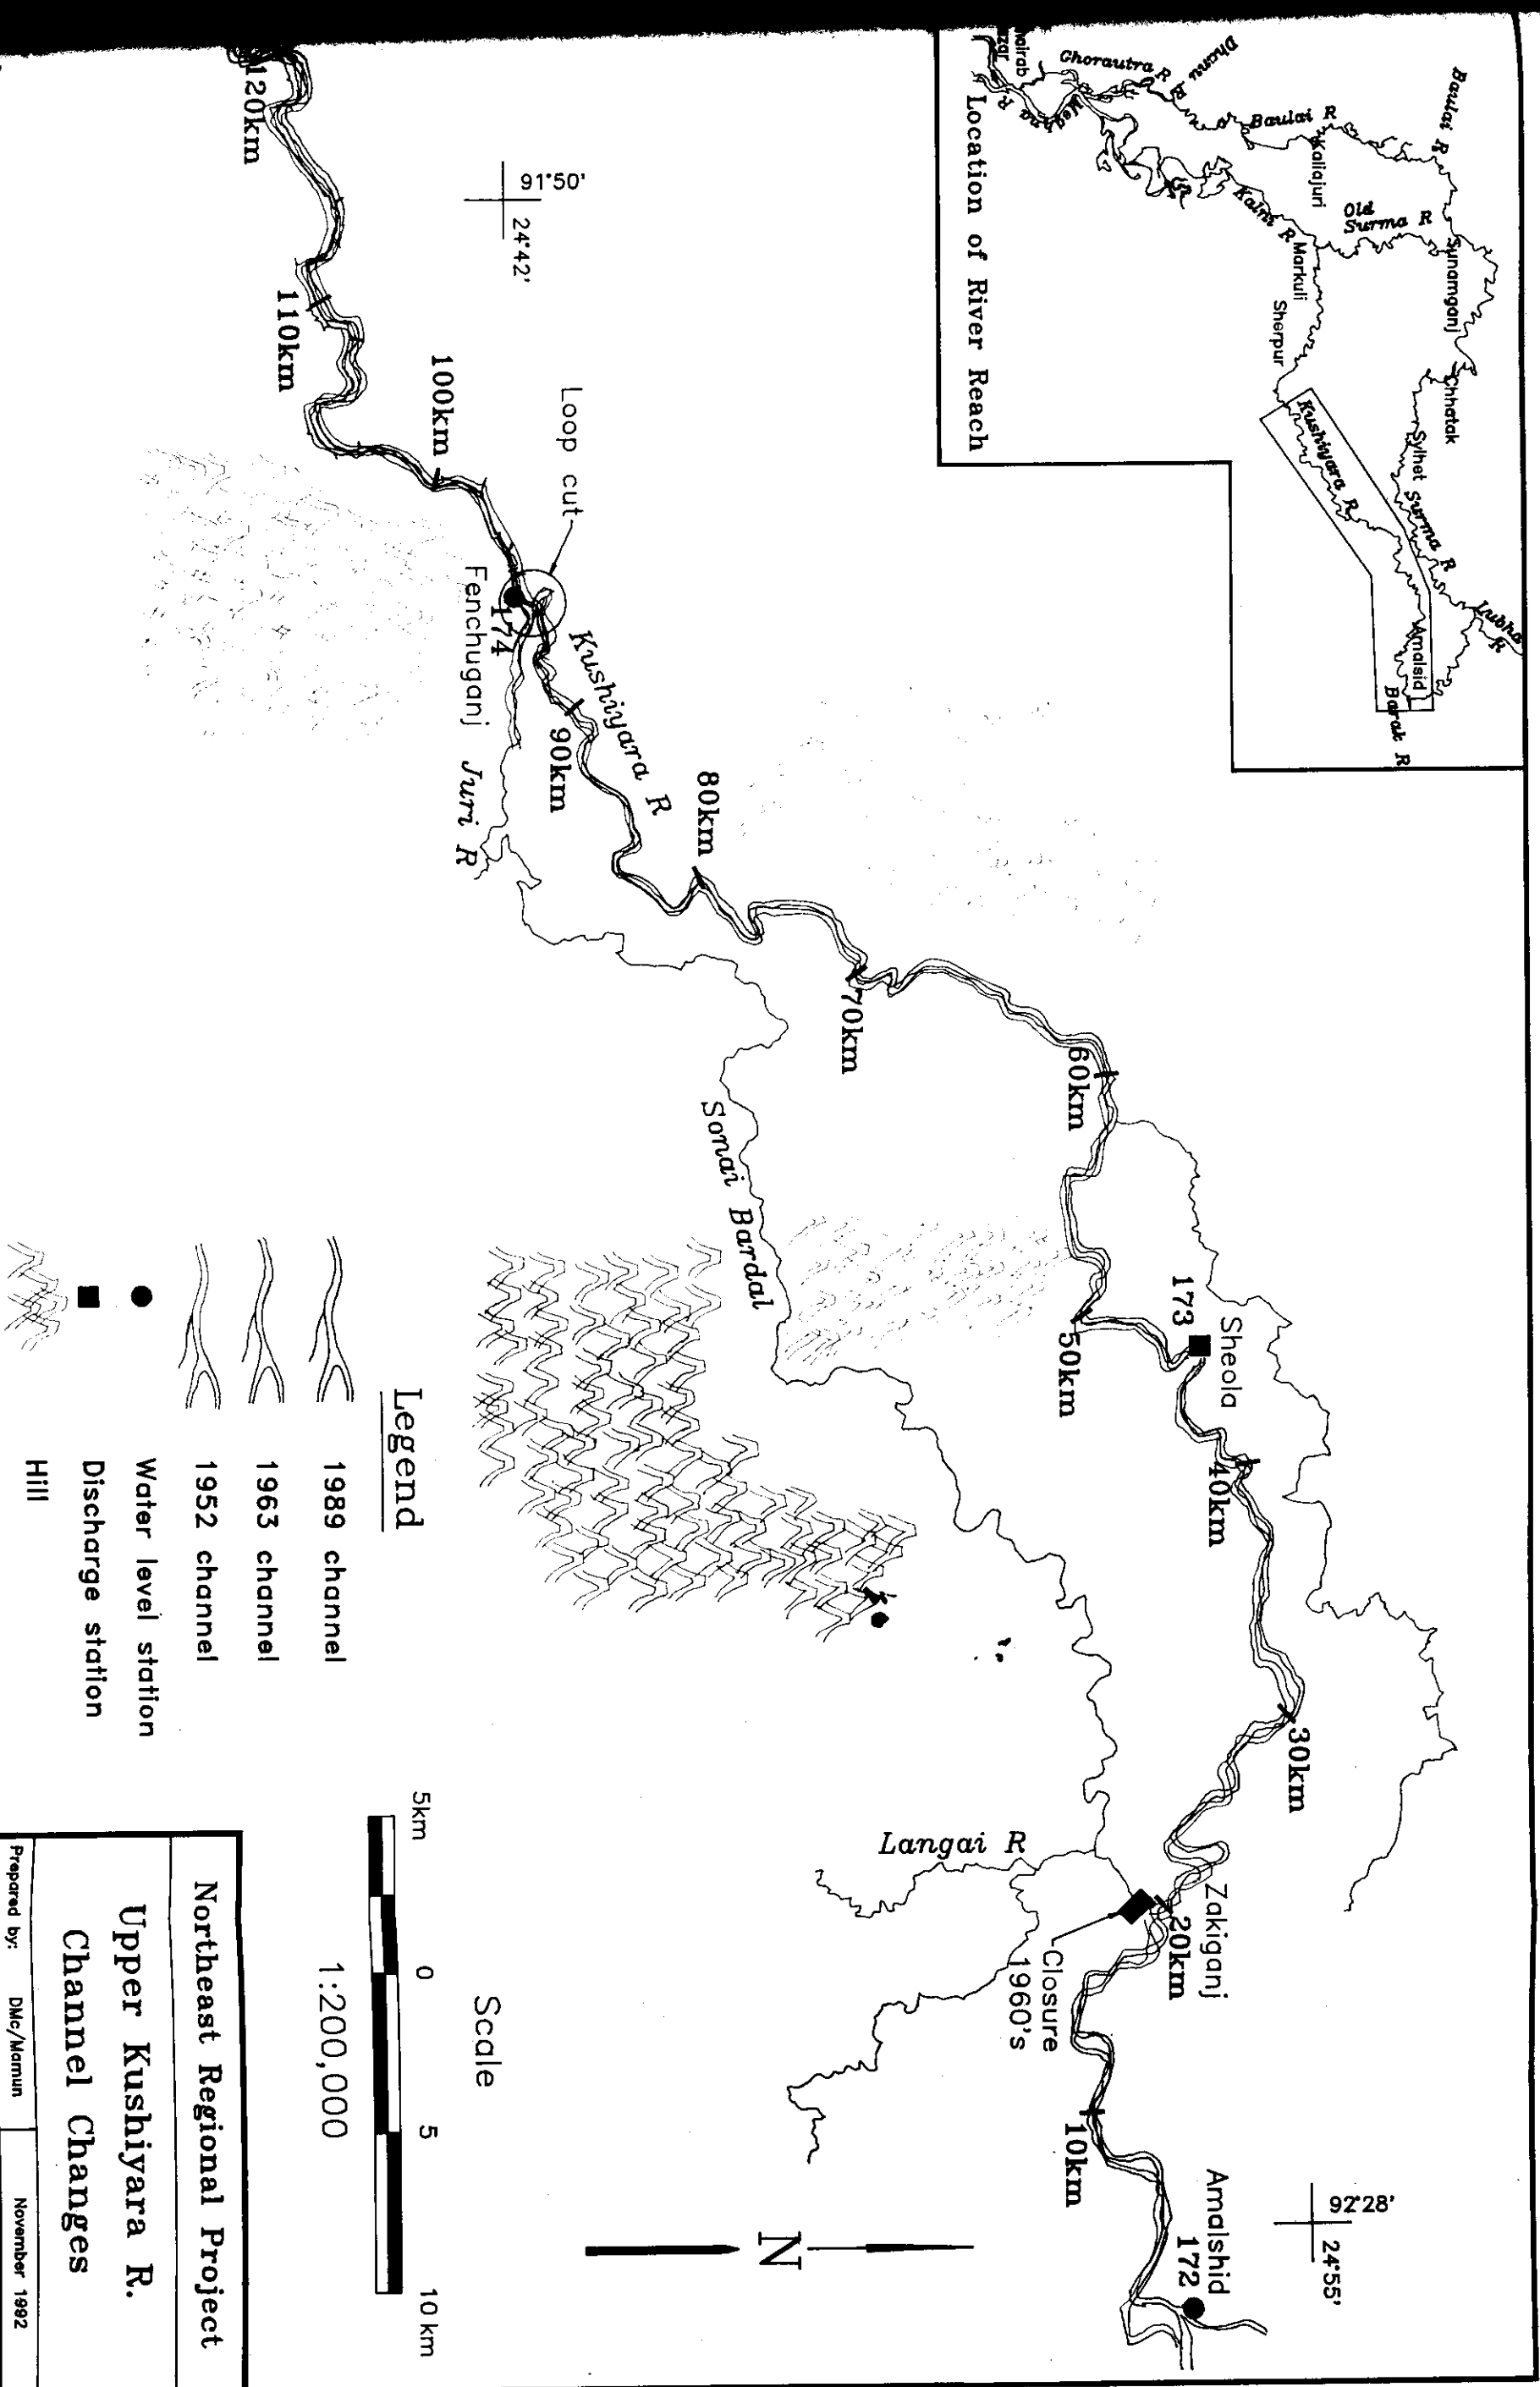 Baulai R
Dhanu R
Ghorautra R
Baulai R
Kaliajuri
Old
Surma R
Sunamganj
Chhatak
Meghna R
Kalni R
Markuli
Sherpur
Sylhet
Surma R
Lubha
R
Kushiyara R
Amalsid
Barak R
Location of River Reach
92°28'
24°55'
Amalshid
172
10km
Zakiganj
20km
Closure
1960's
Langai R
30km
40km
Sheola
173
50km
60km
70km
Sonai Bardal
80km
Kushiyara R
90km
Juri R
Loop cut
174
Fenchuganj
100km
91°50'
24°42'
110km
120km
N
Legend
1989 channel
1963 channel
1952 channel
Water level station
Discharge station
Hill
Scale
5km 0 5 10 km
1:200,000
Northeast Regional Project
Upper Kushiyara R.
Channel Changes
Prepared by: DMc/Mamun
November 1992